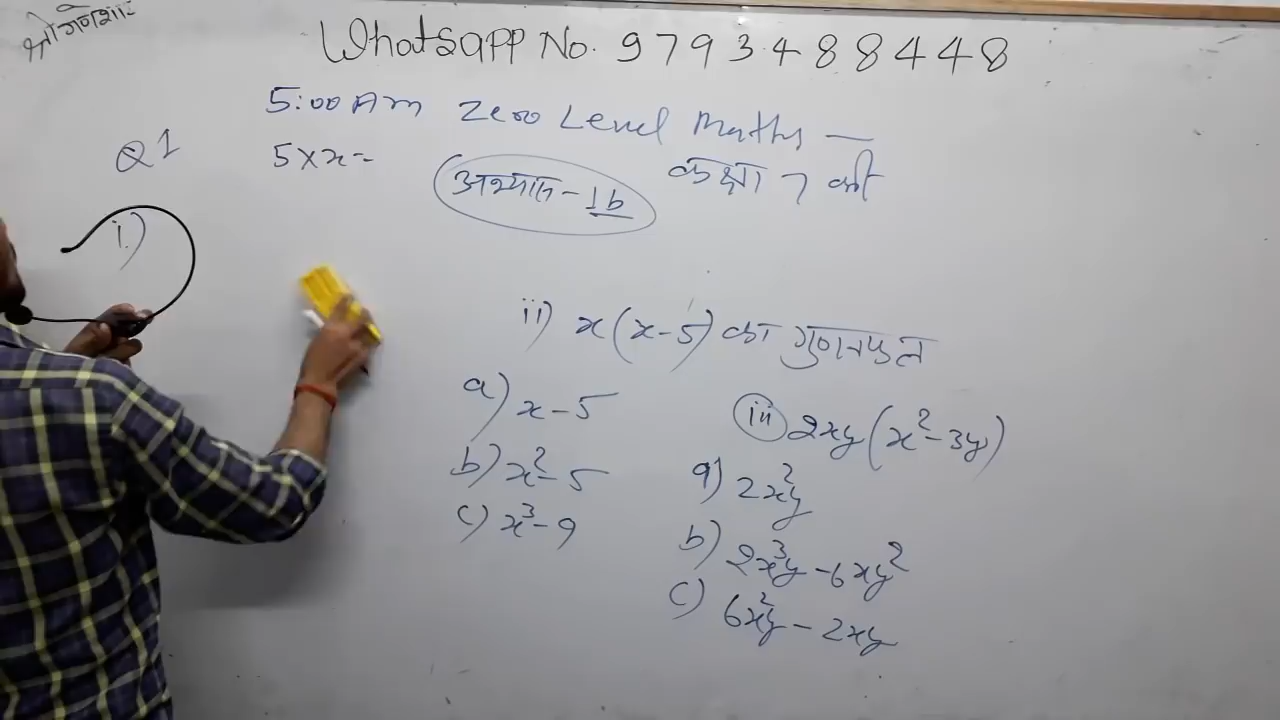 श्री गणेशाः
Whatsapp No. 9793488448
5:00 Am Zero Level Maths —
Q1 5×x=
अभ्यास-1b कक्षा 7 की
i)
ii) x(x-5) का गुणनफल
a) x-5
b) x²-5
c) x³-9
iii 2xy(x²-3y)
a) 2x²y
b) 2x³y-6xy²
c) 6x²y-2xy